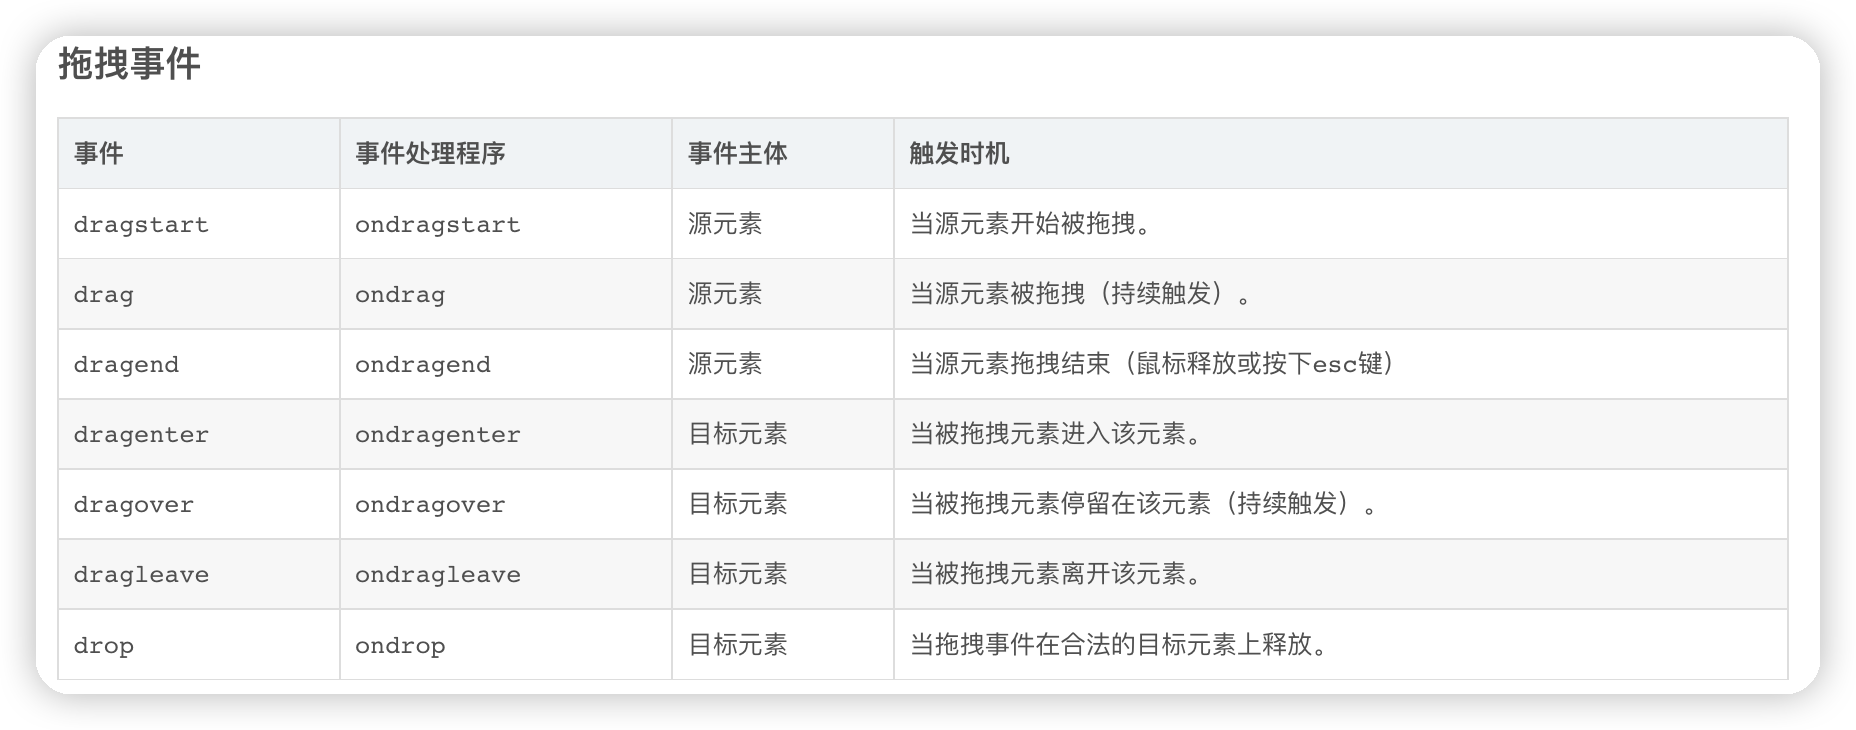 拖拽事件
事件 事件处理程序 事件主体 触发时机
dragstart ondragstart 源元素 当源元素开始被拖拽。
drag ondrag 源元素 当源元素被拖拽（持续触发）。
dragend ondragend 源元素 当源元素拖拽结束（鼠标释放或按下esc键）
dragenter ondragenter 目标元素 当被拖拽元素进入该元素。
dragover ondragover 目标元素 当被拖拽元素停留在该元素（持续触发）。
dragleave ondragleave 目标元素 当被拖拽元素离开该元素。
drop ondrop 目标元素 当拖拽事件在合法的目标元素上释放。